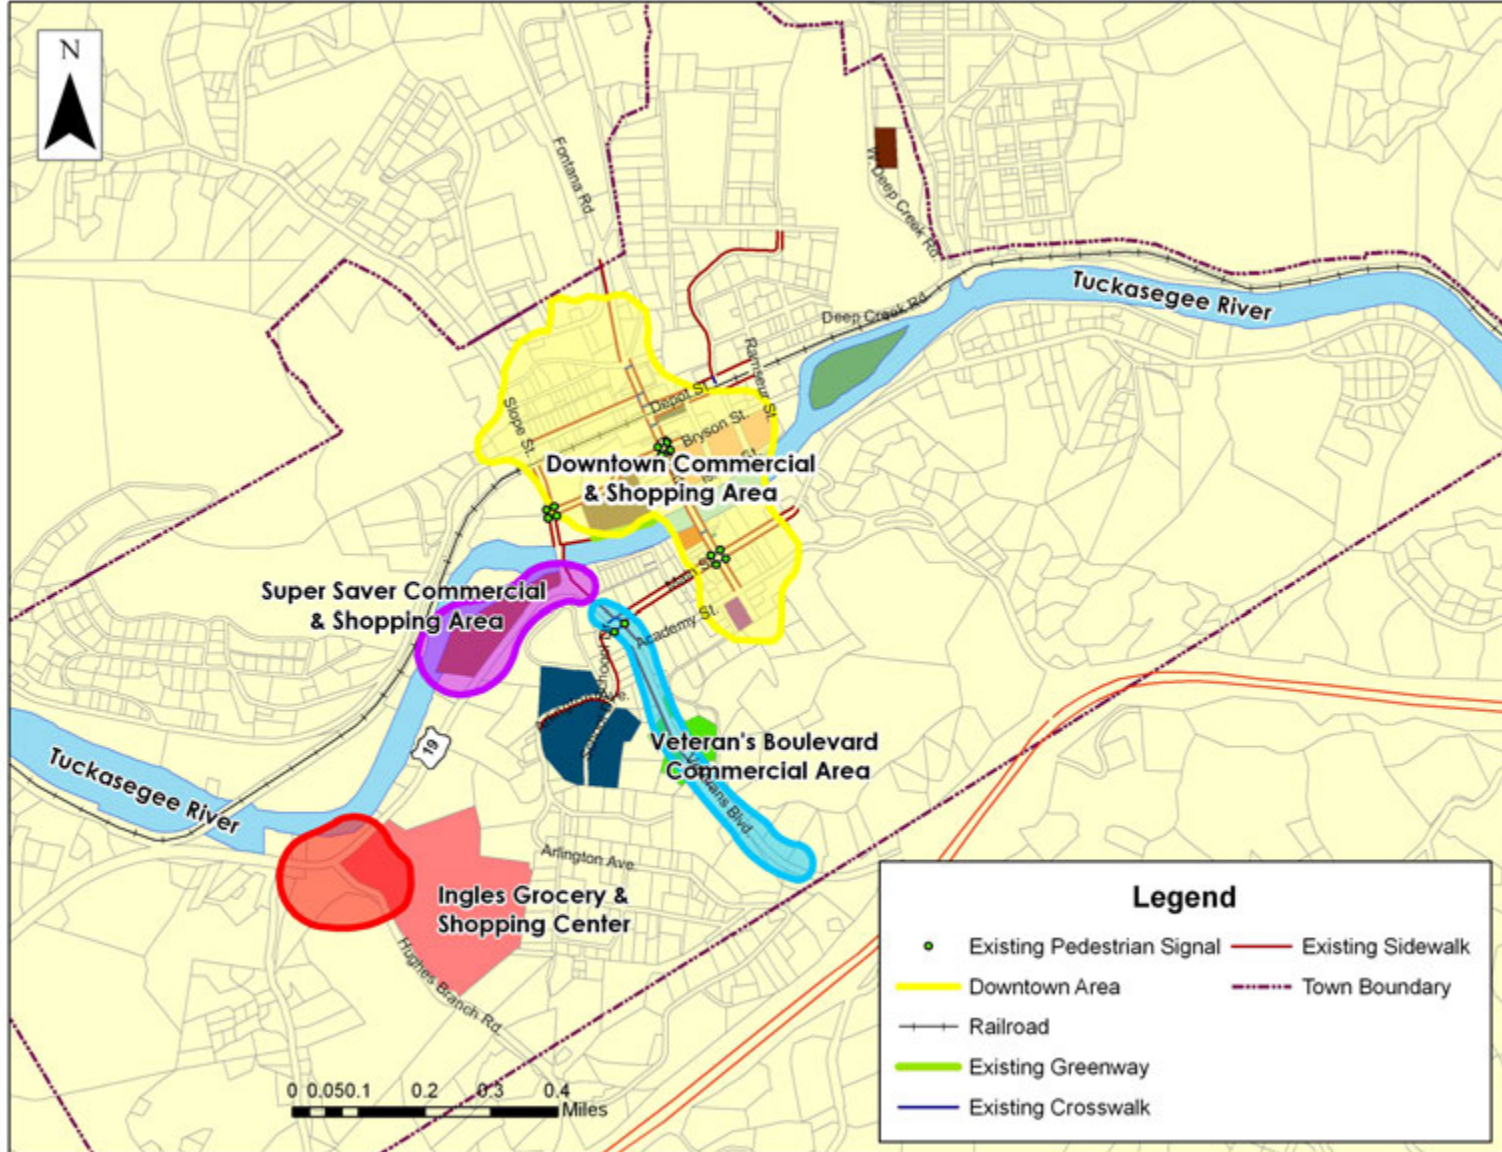 N
Fontana Rd
W. Deep Creek Rd
Tuckasegee River
Deep Creek Rd.
Ramseur St.
Depot St.
Slope St.
Bryson St.
St.
Downtown Commercial
& Shopping Area
Main St.
Super Saver Commercial
& Shopping Area
Academy St.
Veteran's Boulevard
Commercial Area
19
Tuckasegee River
Veterans Blvd.
Arlington Ave.
Ingles Grocery &
Shopping Center
Hughes Branch Rd.
0 0.050.1 0.2 0.3 0.4
Miles
Legend
Existing Pedestrian Signal
Existing Sidewalk
Downtown Area
Town Boundary
Railroad
Existing Greenway
Existing Crosswalk